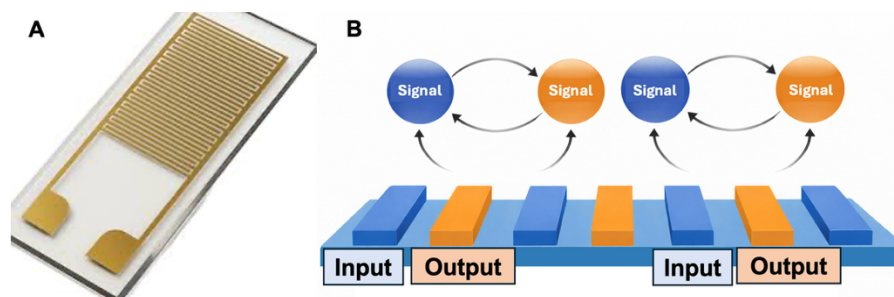 A
B
Signal
Signal
Signal
Signal
Input
Output
Input
Output